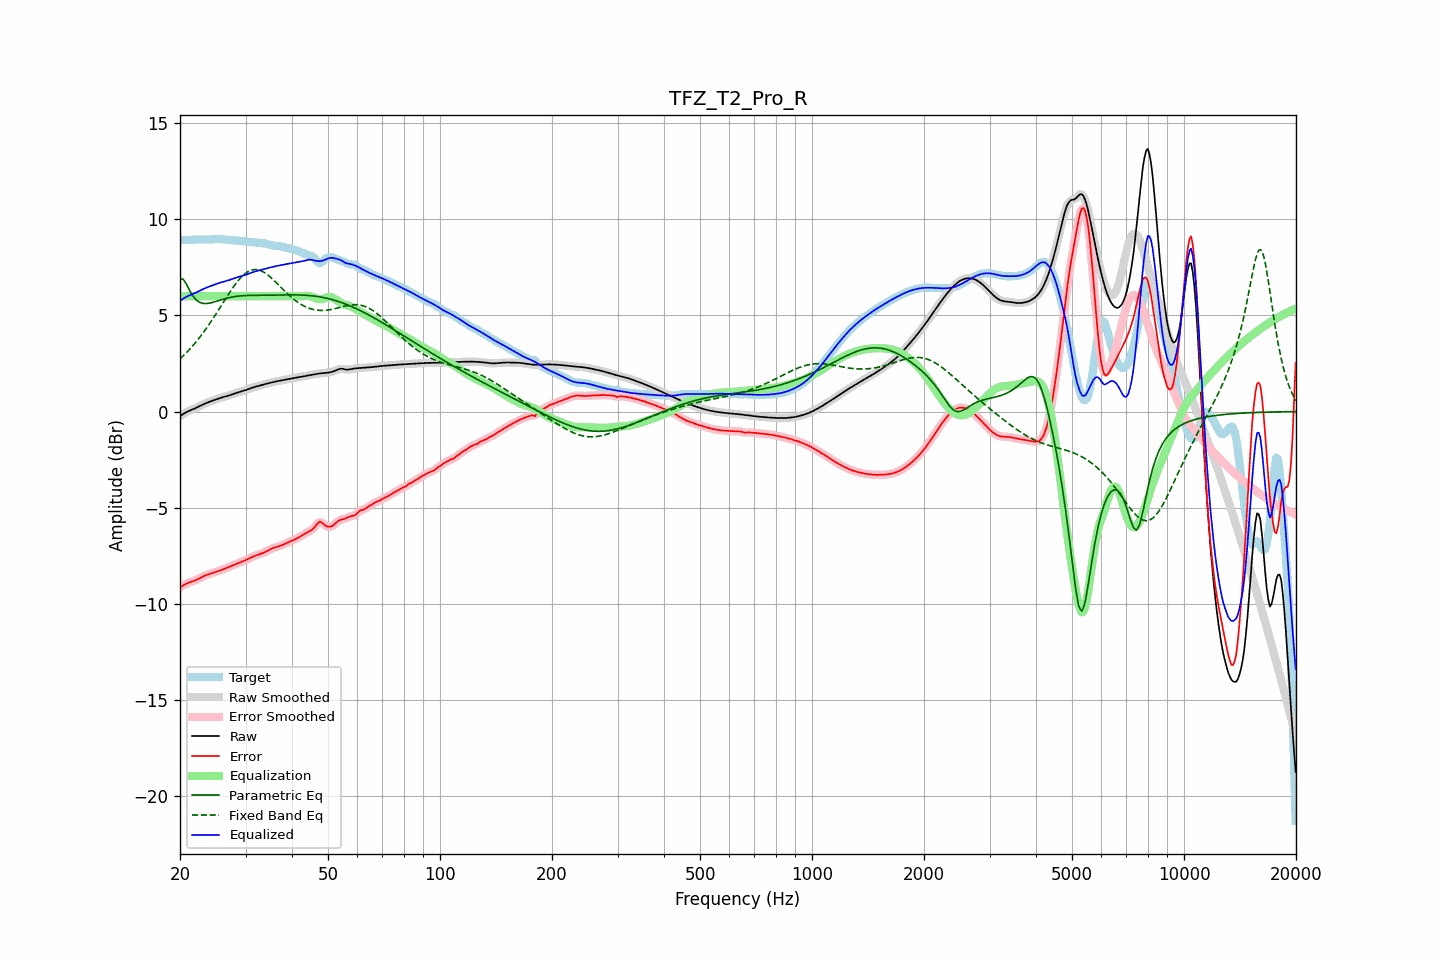 TFZ_T2_Pro_R
Amplitude (dBr)
15
10
5
0
−5
−10
−15
−20
Target
Raw Smoothed
Error Smoothed
Raw
Error
Equalization
Parametric Eq
Fixed Band Eq
Equalized
20 50 100 200 500 1000 2000 5000 10000 20000
Frequency (Hz)